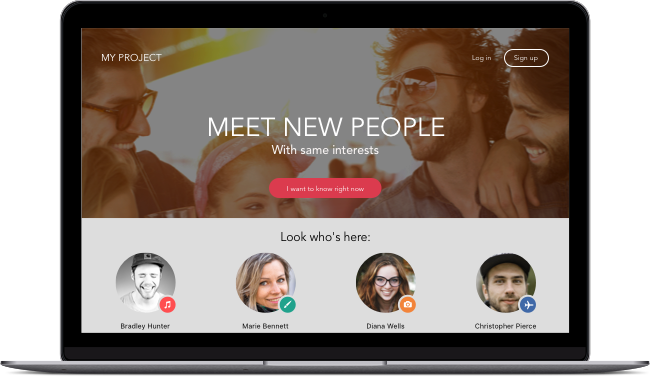 MY PROJECT
Log in
Sign up
MEET NEW PEOPLE
With same interests
I want to know right now
Look who's here:
Bradley Hunter
Marie Bennett
Diana Wells
Christopher Pierce